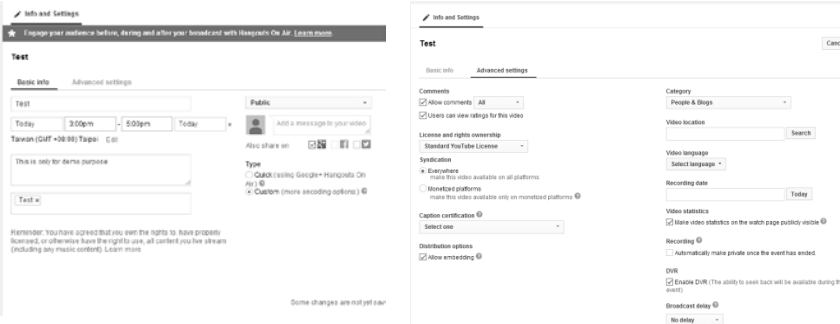 Info and Settings
Engage your audience before, during and after your broadcast with Hangouts On Air. Learn more
Test
Basic info Advanced settings
Test
Today 3:00pm - 5:00pm Today
Taiwan (GMT +08:00) Taipei Edit
This is only for demo purpose
Test ×
Reminder: You have agreed that you own the rights to, have properly
licensed, or otherwise have the right to use, all content you live stream
(including any music content). Learn more
Public
Add a message to your video
Also share on
Type
Quick (using Google+ Hangouts On
Air)
Custom (more encoding options)
Some changes are not yet sav
Info and Settings
Test
Canc
Basic info Advanced settings
Comments
Allow comments All
Users can view ratings for this video
License and rights ownership
Standard YouTube License
Syndication
Everywhere
make this video available on all platforms
Monetized platforms
make this video available only on monetized platforms
Caption certification
Select one
Distribution options
Allow embedding
Category
People & Blogs
Video location
Search
Video language
Select language
Recording date
Today
Video statistics
Make video statistics on the watch page publicly visible
Recording
Automatically make private once the event has ended.
DVR
Enable DVR (The ability to seek back will be available during th
event)
Broadcast delay
No delay